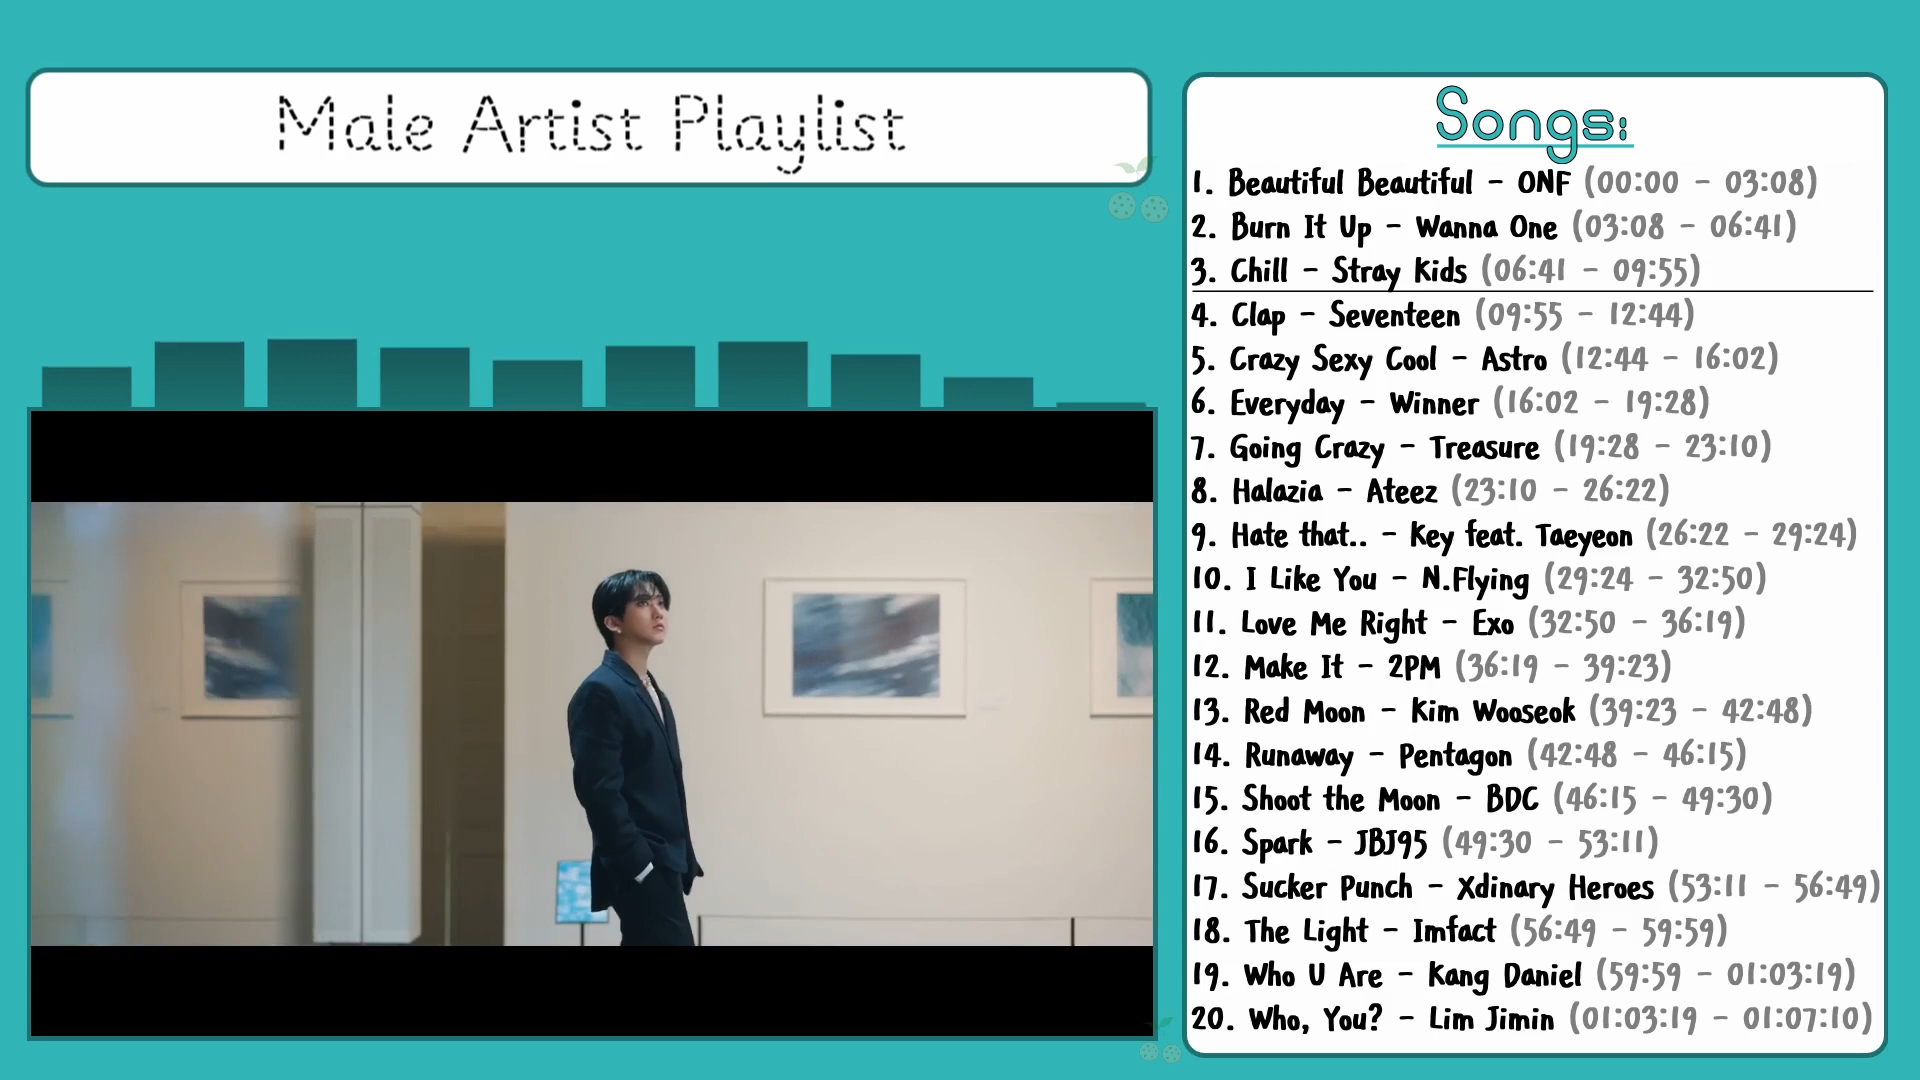 Male Artist Playlist
Songs:
1. Beautiful Beautiful - ONF (00:00 - 03:08)
2. Burn It Up - Wanna One (03:08 - 06:41)
3. Chill - Stray Kids (06:41 - 09:55)
4. Clap - Seventeen (09:55 - 12:44)
5. Crazy Sexy Cool - Astro (12:44 - 16:02)
6. Everyday - Winner (16:02 - 19:28)
7. Going Crazy - Treasure (19:28 - 23:10)
8. Halazia - Ateez (23:10 - 26:22)
9. Hate that.. - Key feat. Taeyeon (26:22 - 29:24)
10. I Like You - N.Flying (29:24 - 32:50)
11. Love Me Right - Exo (32:50 - 36:19)
12. Make It - 2PM (36:19 - 39:23)
13. Red Moon - Kim Wooseok (39:23 - 42:48)
14. Runaway - Pentagon (42:48 - 46:15)
15. Shoot the Moon - BDC (46:15 - 49:30)
16. Spark - JBJ95 (49:30 - 53:11)
17. Sucker Punch - Xdinary Heroes (53:11 - 56:49)
18. The Light - Imfact (56:49 - 59:59)
19. Who U Are - Kang Daniel (59:59 - 01:03:19)
20. Who, You? - Lim Jimin (01:03:19 - 01:07:10)